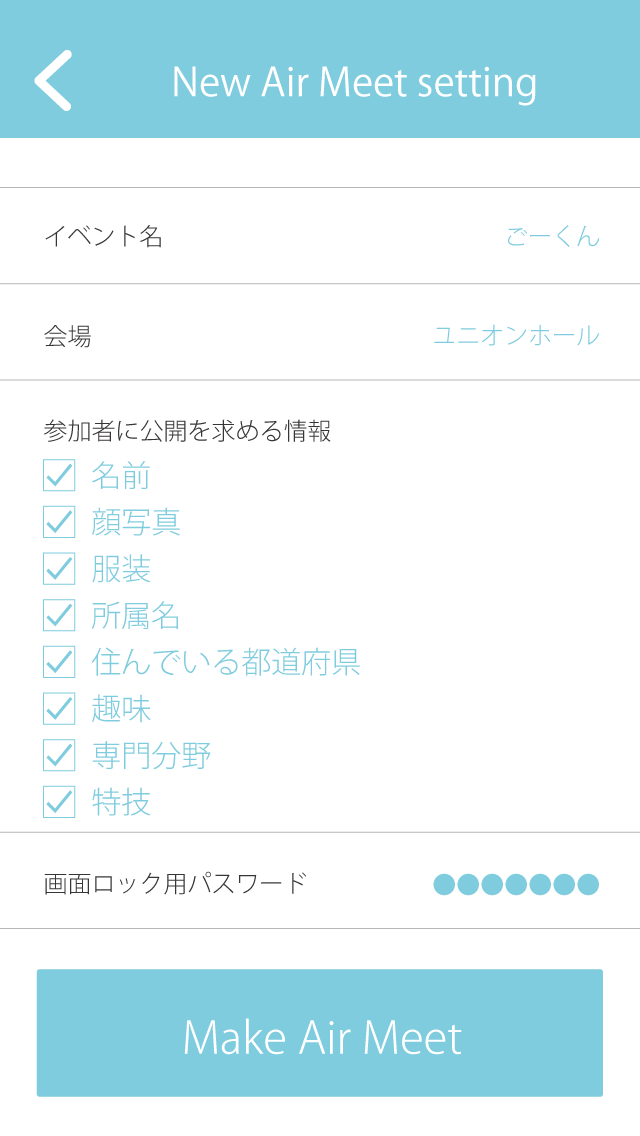 New Air Meet setting
イベント名 ごーくん
会場 ユニオンホール
参加者に公開を求める情報
名前
顔写真
服装
所属名
住んでいる都道府県
趣味
専門分野
特技
画面ロック用パスワード ●●●●●●●
Make Air Meet